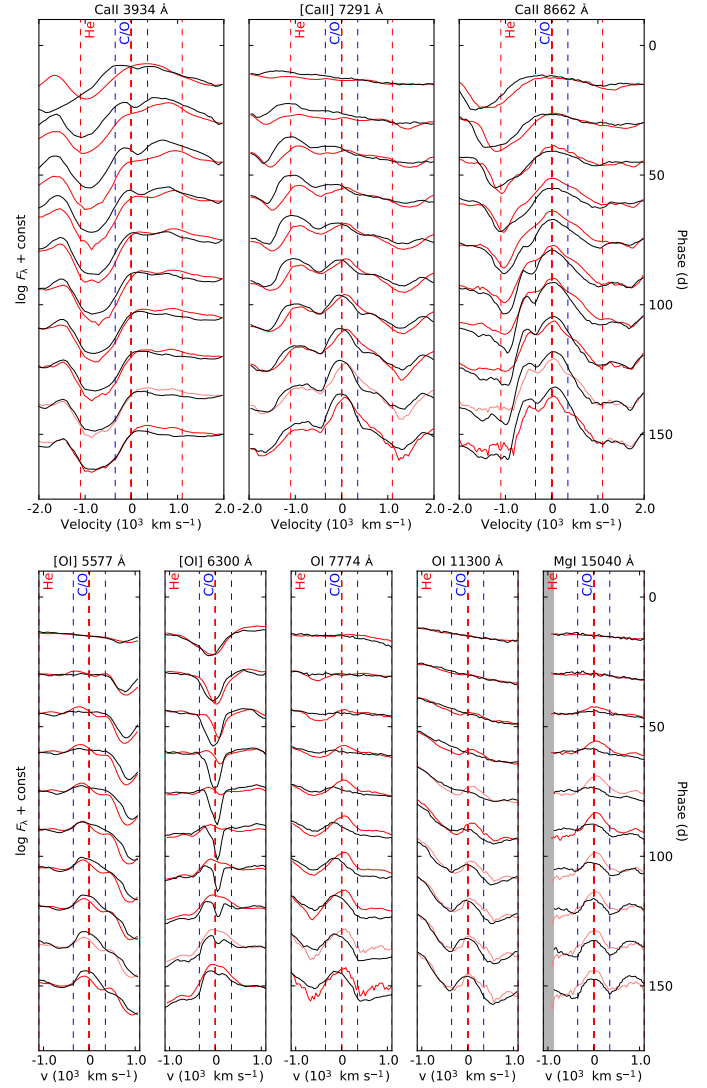 CaII 3934 Å
[CaII] 7291 Å
CaII 8662 Å
He
C/O
He
C/O
He
C/O
0
50
100
150
log Fλ + const
Phase (d)
-2.0 -1.0 0 1.0 2.0
-2.0 -1.0 0 1.0 2.0
-2.0 -1.0 0 1.0 2.0
Velocity (10³ km s⁻¹)
Velocity (10³ km s⁻¹)
Velocity (10³ km s⁻¹)
[OI] 5577 Å
[OI] 6300 Å
OI 7774 Å
OI 11300 Å
MgI 15040 Å
He
C/O
He
C/O
He
C/O
He
C/O
He
C/O
0
50
100
150
log Fλ + const
Phase (d)
-1.0 0 1.0
-1.0 0 1.0
-1.0 0 1.0
-1.0 0 1.0
-1.0 0 1.0
v (10³ km s⁻¹)
v (10³ km s⁻¹)
v (10³ km s⁻¹)
v (10³ km s⁻¹)
v (10³ km s⁻¹)